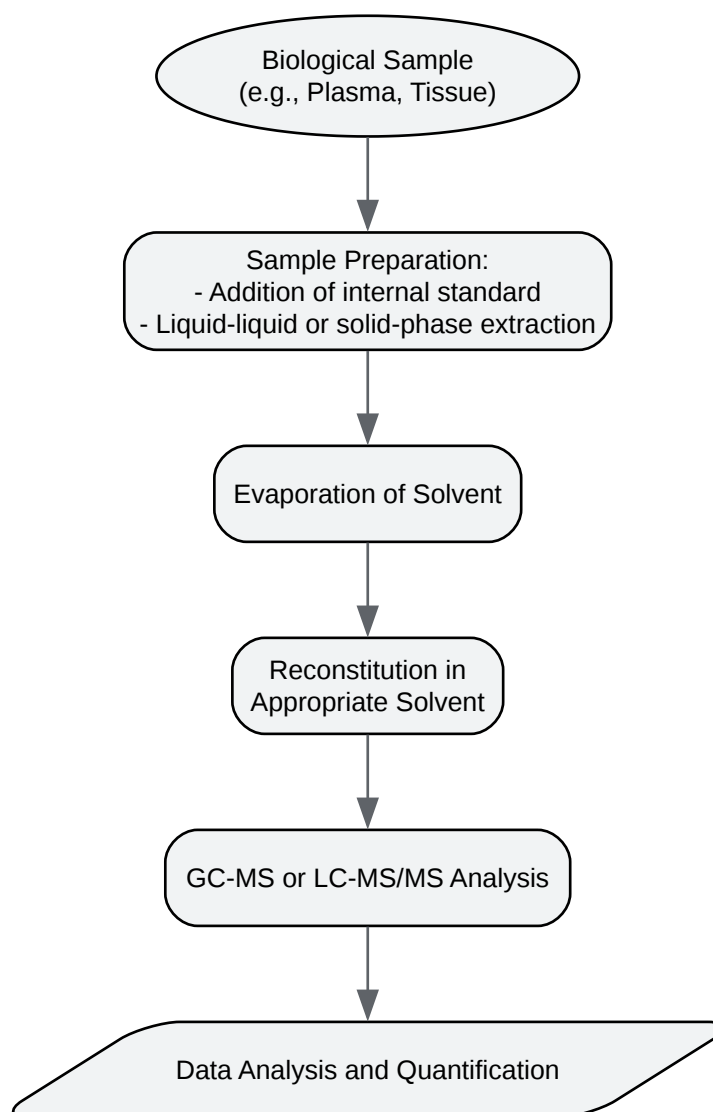 Biological Sample
(e.g., Plasma, Tissue)
Sample Preparation:
- Addition of internal standard
- Liquid-liquid or solid-phase extraction
Evaporation of Solvent
Reconstitution in
Appropriate Solvent
GC-MS or LC-MS/MS Analysis
Data Analysis and Quantification